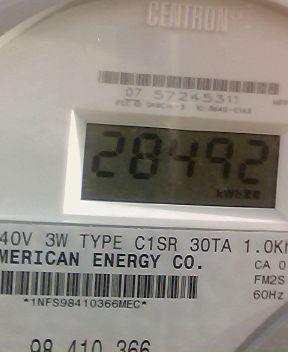 CENTRON
07 57245311
28492
kWh
40V 3W TYPE C1SR 30TA 1.0K
MERICAN ENERGY CO.
CA 0
FM2S
*1NFS98410366MEC*
60Hz
98 410 366